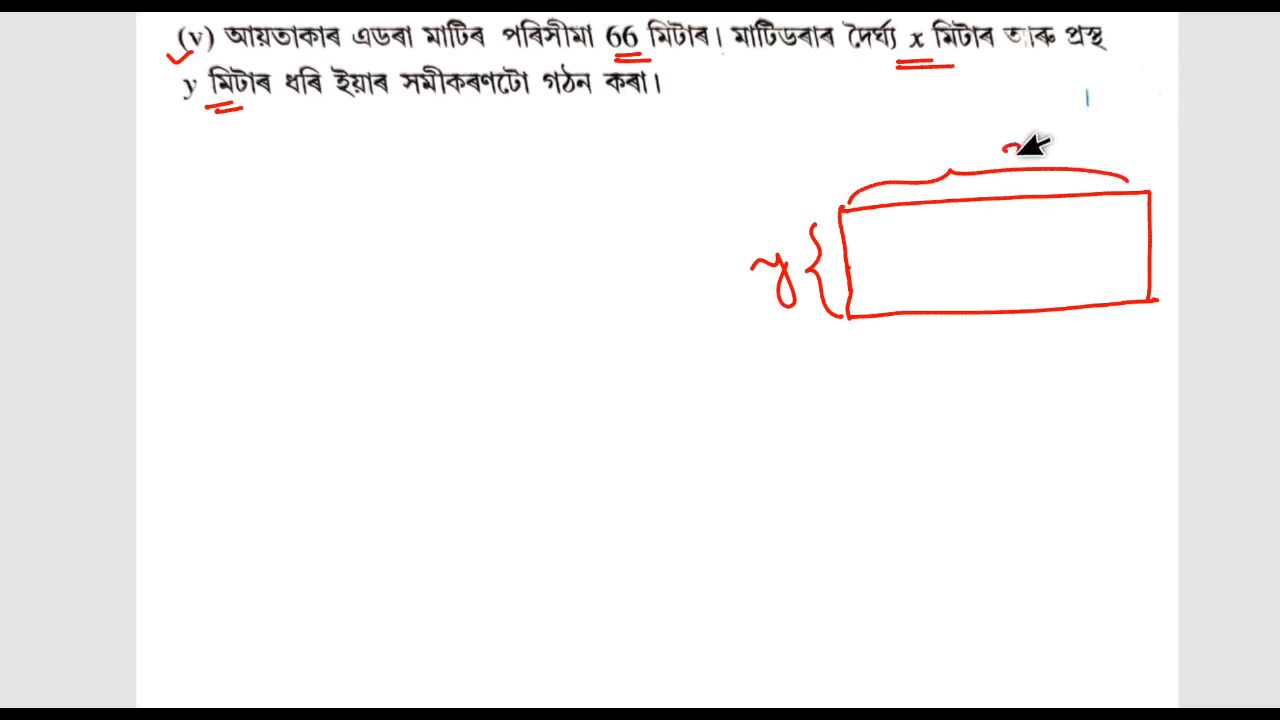 (v) আয়তাকাৰ এডৰা মাটিৰ পৰিসীমা 66 মিটাৰ। মাটিডৰাৰ দৈৰ্ঘ্য x মিটাৰ আৰু প্ৰস্থ
y মিটাৰ ধৰি ইয়াৰ সমীকৰণটো গঠন কৰা।
y